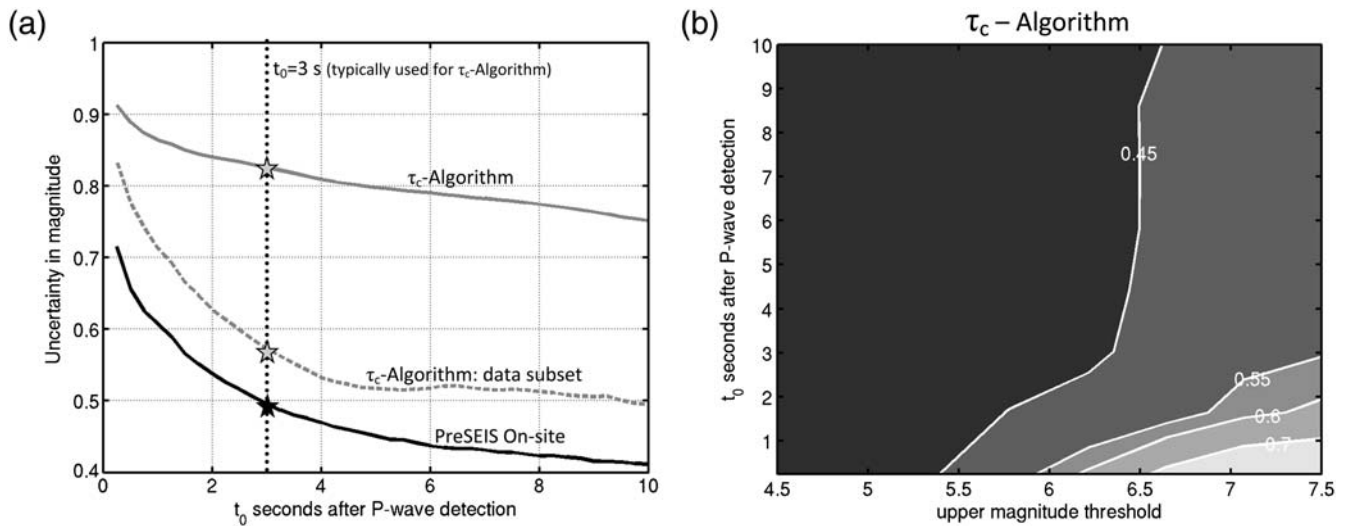 (a)
1
0.9
0.8
0.7
0.6
0.5
0.4
Uncertainty in magnitude
t₀=3 s (typically used for τc-Algorithm)
τc-Algorithm
τc-Algorithm: data subset
PreSEIS On-site
0 2 4 6 8 10
t₀ seconds after P-wave detection
(b)
τc – Algorithm
10
9
8
7
6
5
4
3
2
1
t₀ seconds after P-wave detection
0.45
0.55
0.6
0.7
4.5 5 5.5 6 6.5 7 7.5
upper magnitude threshold